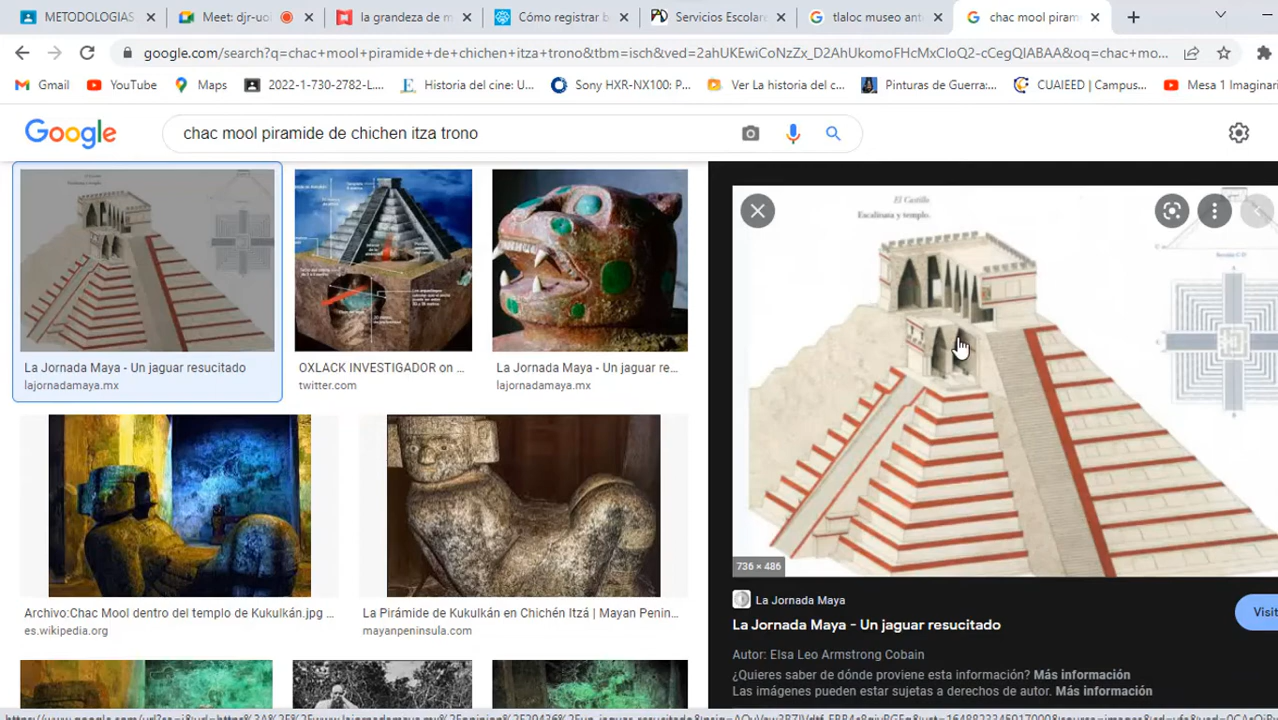 METODOLOGIAS
Meet: djr-uol
la grandeza de m
Cómo registrar b
Servicios Escolare
tlaloc museo ant
chac mool piram
google.com/search?q=chac+mool+piramide+de+chichen+itza+trono&tbm=isch&ved=2ahUKEwiCoNzZx_D2AhUkomoFHcMxCloQ2-cCegQIABAA&oq=chac+mo...
Gmail
YouTube
Maps
2022-1-730-2782-L...
Historia del cine: U...
Sony HXR-NX100: P...
Ver La historia del c...
Pinturas de Guerra:...
CUAIEED | Campus...
Mesa 1 Imaginar
Google
chac mool piramide de chichen itza trono
El Castillo
Escalinata y templo.
La Jornada Maya - Un jaguar resucitado
lajornadamaya.mx
OXLACK INVESTIGADOR on ...
twitter.com
La Jornada Maya - Un jaguar re...
lajornadamaya.mx
Archivo:Chac Mool dentro del templo de Kukulkán.jpg ...
es.wikipedia.org
La Pirámide de Kukulkán en Chichén Itzá | Mayan Penin...
mayanpeninsula.com
736 × 486
La Jornada Maya
Visit
La Jornada Maya - Un jaguar resucitado
Autor: Elsa Leo Armstrong Cobain
¿Quieres saber de dónde proviene esta información? Más información
Las imágenes pueden estar sujetas a derechos de autor. Más información